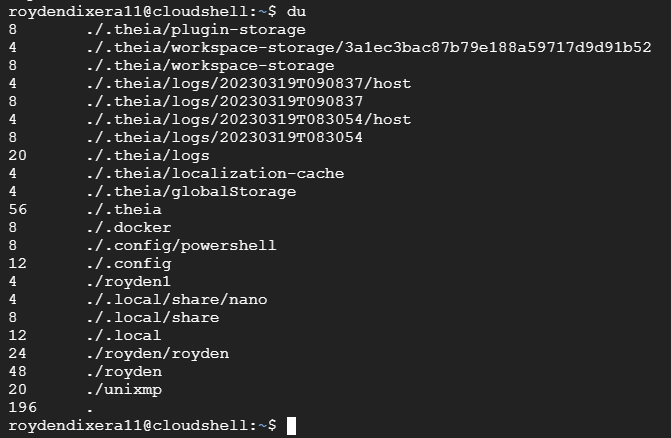 roydendixera11@cloudshell:~$ du
8       ./.theia/plugin-storage
4       ./.theia/workspace-storage/3a1ec3bac87b79e188a59717d9d91b52
8       ./.theia/workspace-storage
4       ./.theia/logs/20230319T090837/host
8       ./.theia/logs/20230319T090837
4       ./.theia/logs/20230319T083054/host
8       ./.theia/logs/20230319T083054
20      ./.theia/logs
4       ./.theia/localization-cache
4       ./.theia/globalStorage
56      ./.theia
8       ./.docker
8       ./.config/powershell
12      ./.config
4       ./royden1
4       ./.local/share/nano
8       ./.local/share
12      ./.local
24      ./royden/royden
48      ./royden
20      ./unixmp
196     .
roydendixera11@cloudshell:~$